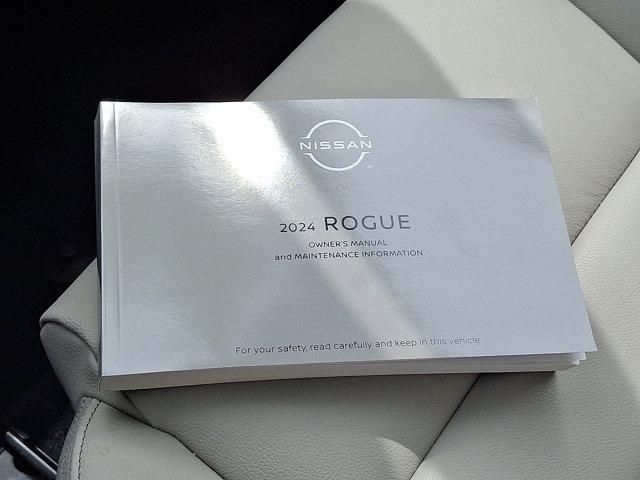 NISSAN
2024 ROGUE
OWNER'S MANUAL
and MAINTENANCE INFORMATION
For your safety, read carefully and keep in this vehicle.